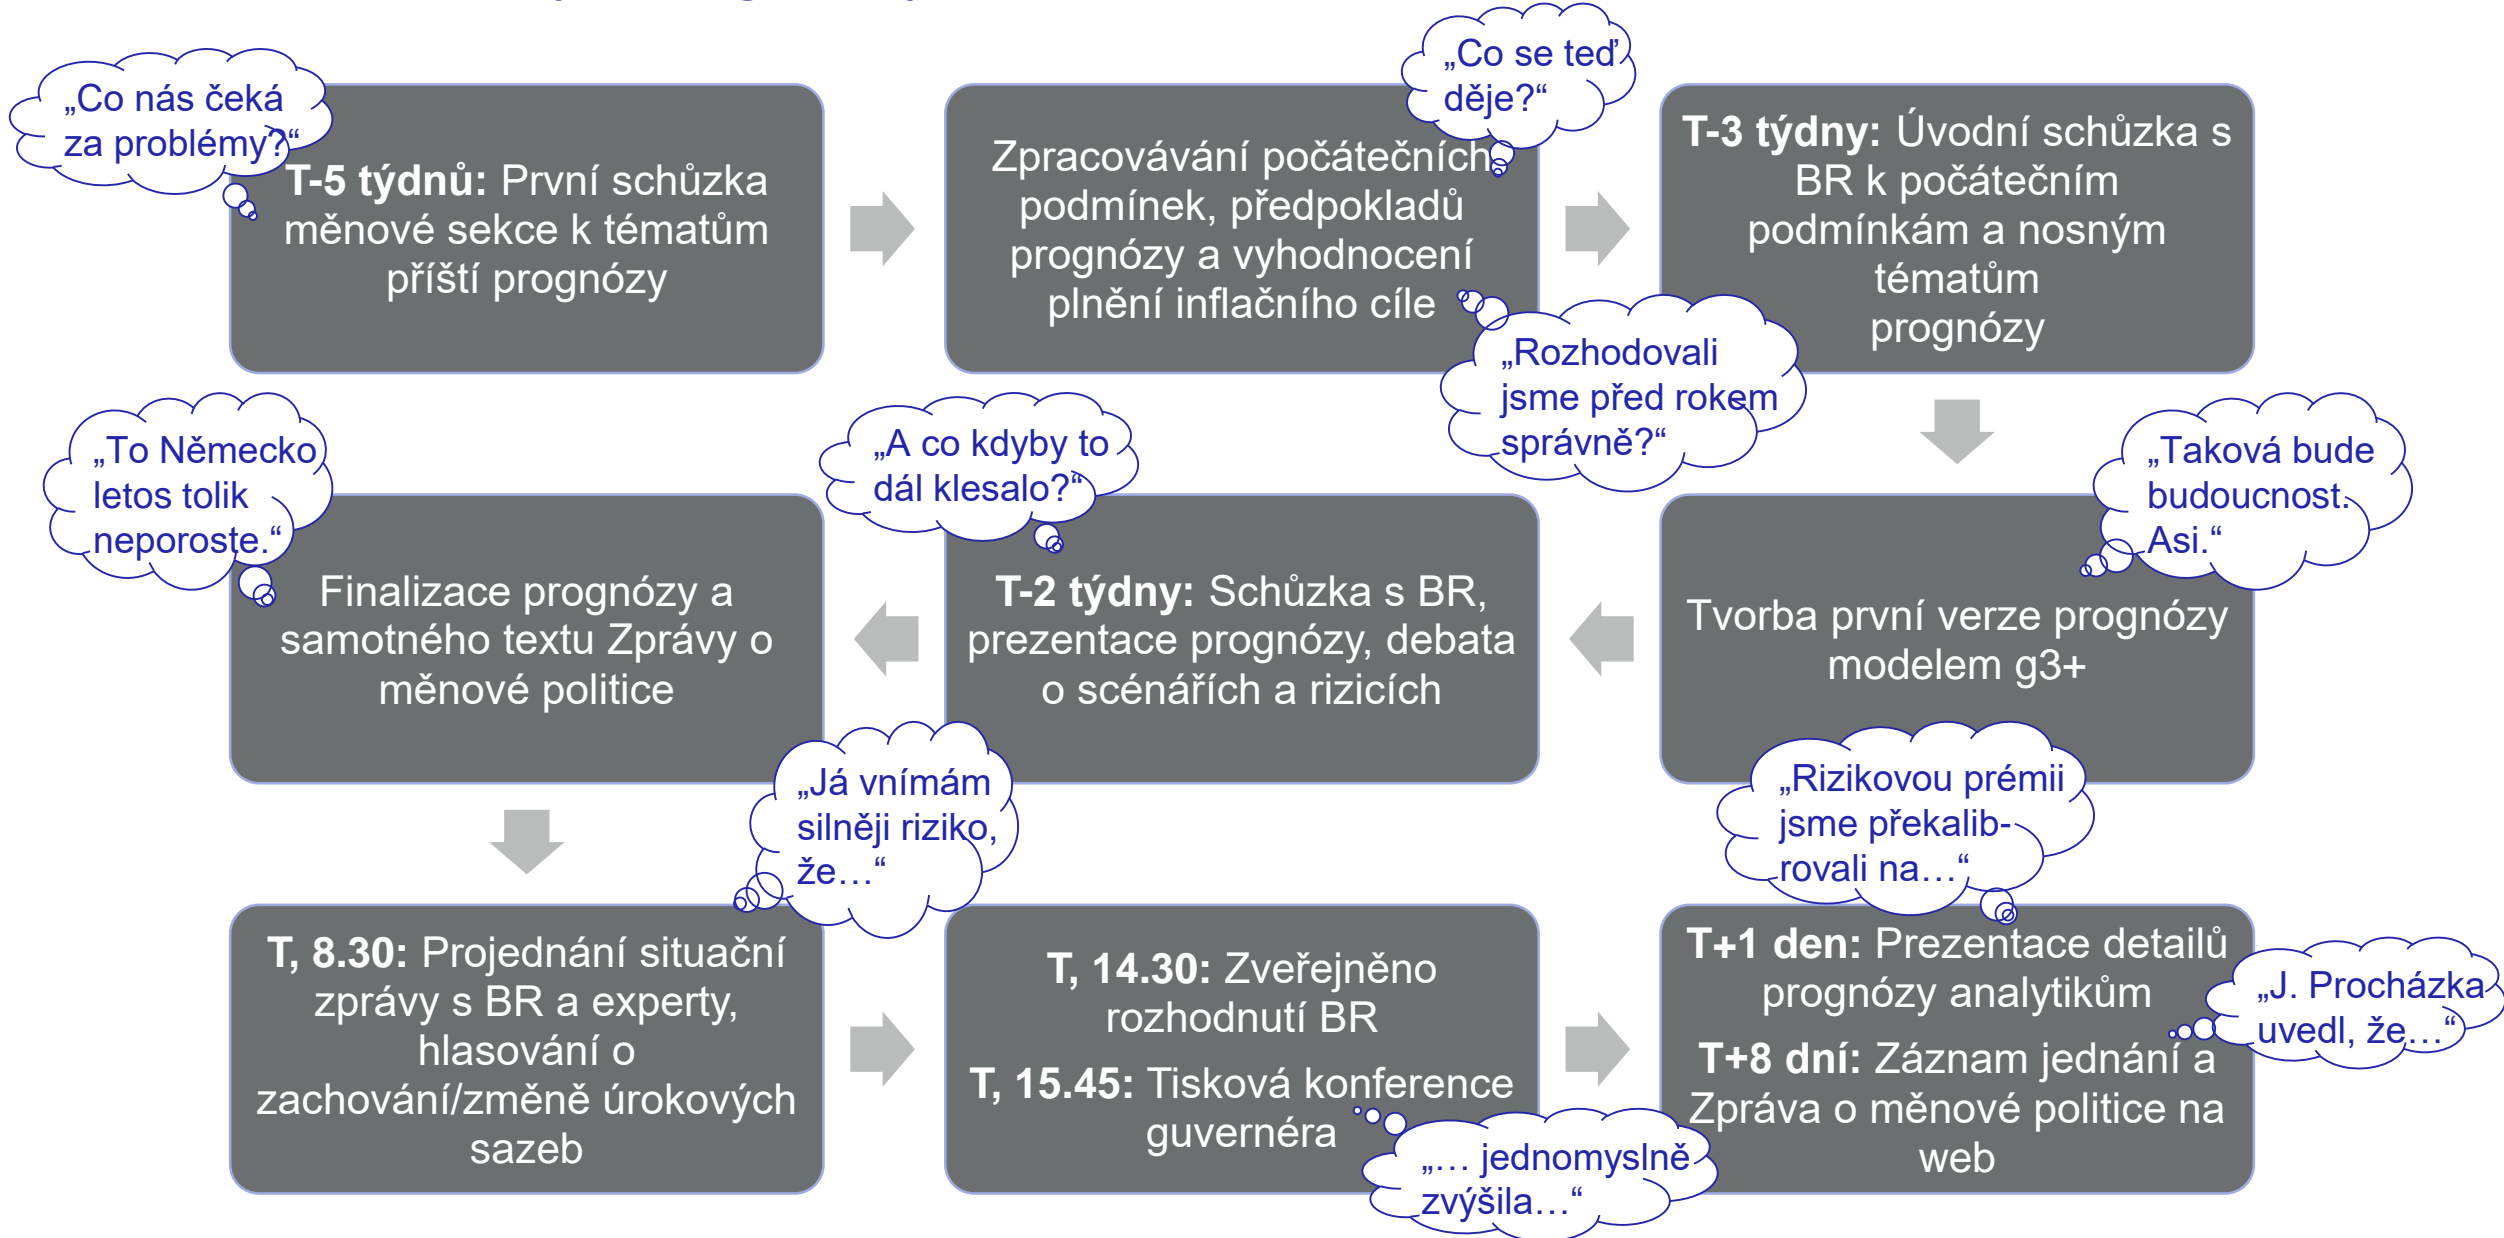 „Co nás čeká
za problémy?“
T-5 týdnů: První schůzka
měnové sekce k tématům
příští prognózy
„Co se teď
děje?“
Zpracovávání počátečních
podmínek, předpokladů
prognózy a vyhodnocení
plnění inflačního cíle
„Rozhodovali
jsme před rokem
správně?“
T-3 týdny: Úvodní schůzka s
BR k počátečním
podmínkám a nosným
tématům
prognózy
„Taková bude
budoucnost.
Asi.“
Tvorba první verze prognózy
modelem g3+
„A co kdyby to
dál klesalo?“
T-2 týdny: Schůzka s BR,
prezentace prognózy, debata
o scénářích a rizicích
„To Německo
letos tolik
neporoste.“
Finalizace prognózy a
samotného textu Zprávy o
měnové politice
„Já vnímám
silněji riziko,
že…“
T, 8.30: Projednání situační
zprávy s BR a experty,
hlasování o
zachování/změně úrokových
sazeb
T, 14.30: Zveřejněno
rozhodnutí BR
T, 15.45: Tisková konference
guvernéra
„… jednomyslně
zvýšila…“
„Rizikovou prémii
jsme překalib-
rovali na…“
T+1 den: Prezentace detailů
prognózy analytikům
T+8 dní: Záznam jednání a
Zpráva o měnové politice na
web
„J. Procházka
uvedl, že…“